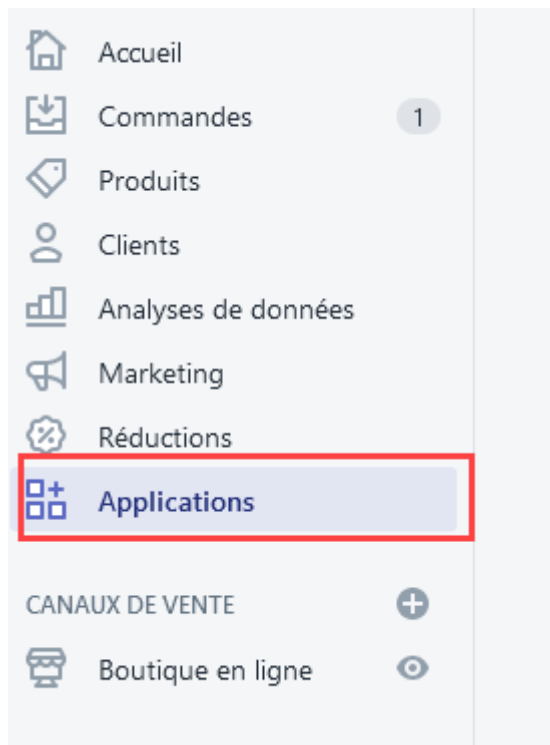 Accueil
Commandes 1
Produits
Clients
Analyses de données
Marketing
Réductions
Applications
CANAUX DE VENTE
Boutique en ligne